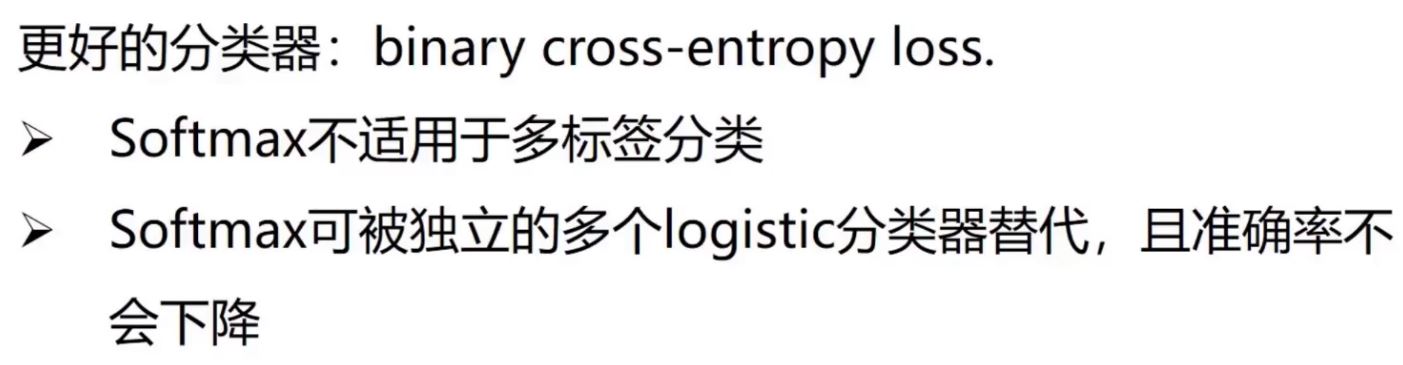 更好的分类器：binary cross-entropy loss.
➢ Softmax不适用于多标签分类
➢ Softmax可被独立的多个logistic分类器替代，且准确率不
会下降